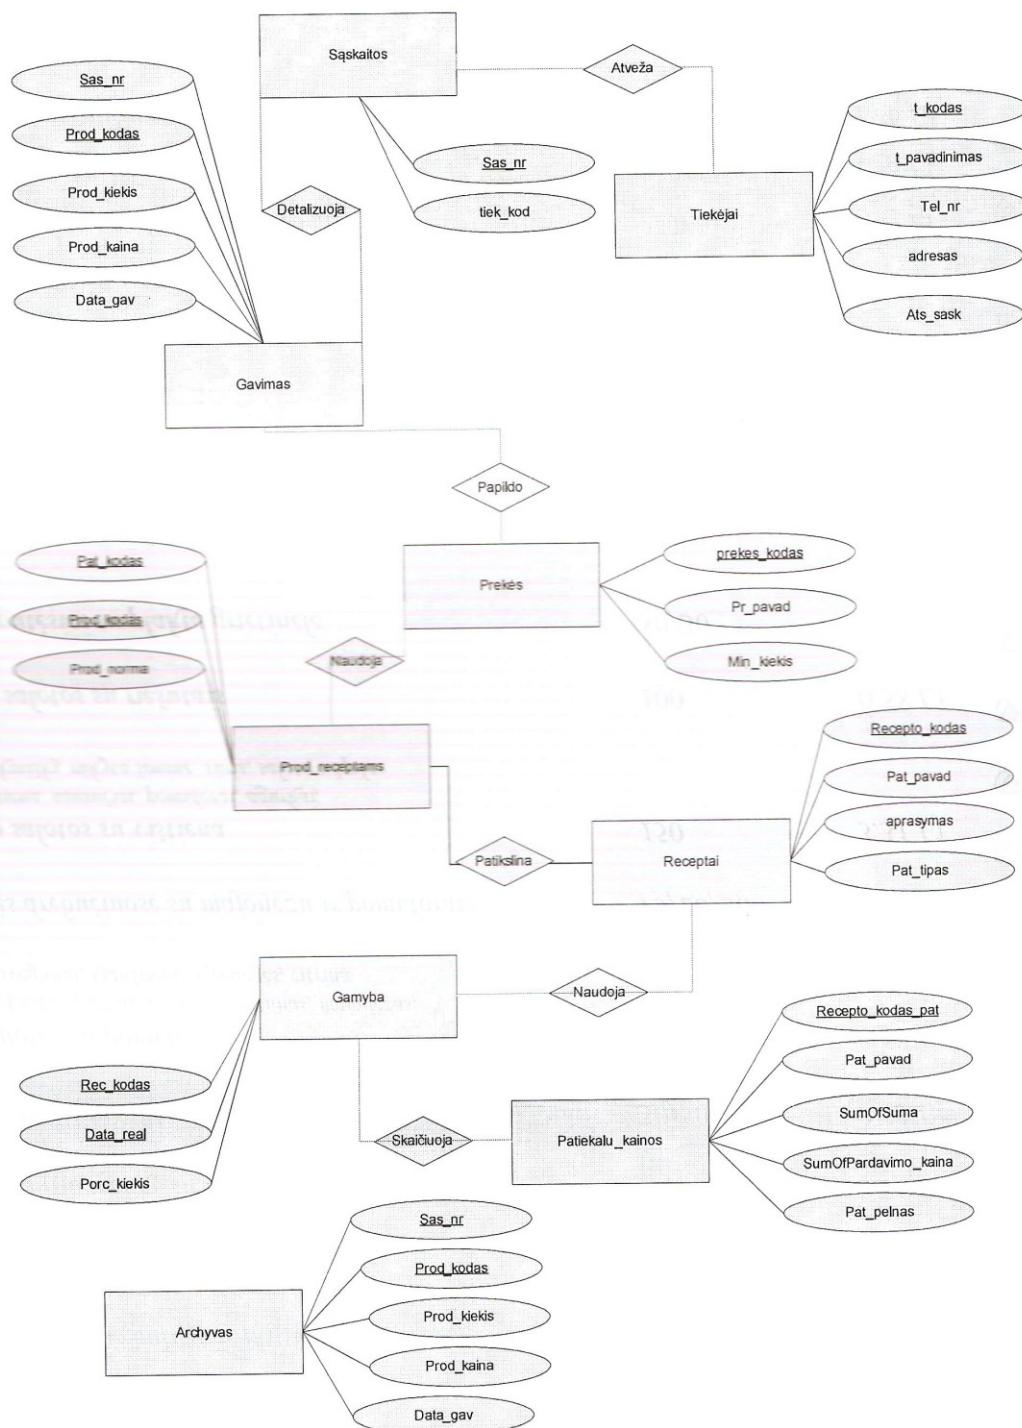 Sąskaitos
Atveža
Sas_nr
Prod_kodas
Prod_kiekis
Prod_kaina
Data_gav
Sas_nr
tiek_kod
Detalizuoja
Tiekėjai
t_kodas
t_pavadinimas
Tel_nr
adresas
Ats_sask
Gavimas
Papildo
Pat_kodas
Prod_kodas
Prod_norma
Prekės
prekes_kodas
Pr_pavad
Min_kiekis
Naudoja
Prod_receptams
Patikslina
Receptai
Recepto_kodas
Pat_pavad
aprasymas
Pat_tipas
Gamyba
Naudoja
Rec_kodas
Data_real
Porc_kiekis
Skaičiuoja
Patiekalu_kainos
Recepto_kodas_pat
Pat_pavad
SumOfSuma
SumOfPardavimo_kaina
Pat_pelnas
Archyvas
Sas_nr
Prod_kodas
Prod_kiekis
Prod_kaina
Data_gav